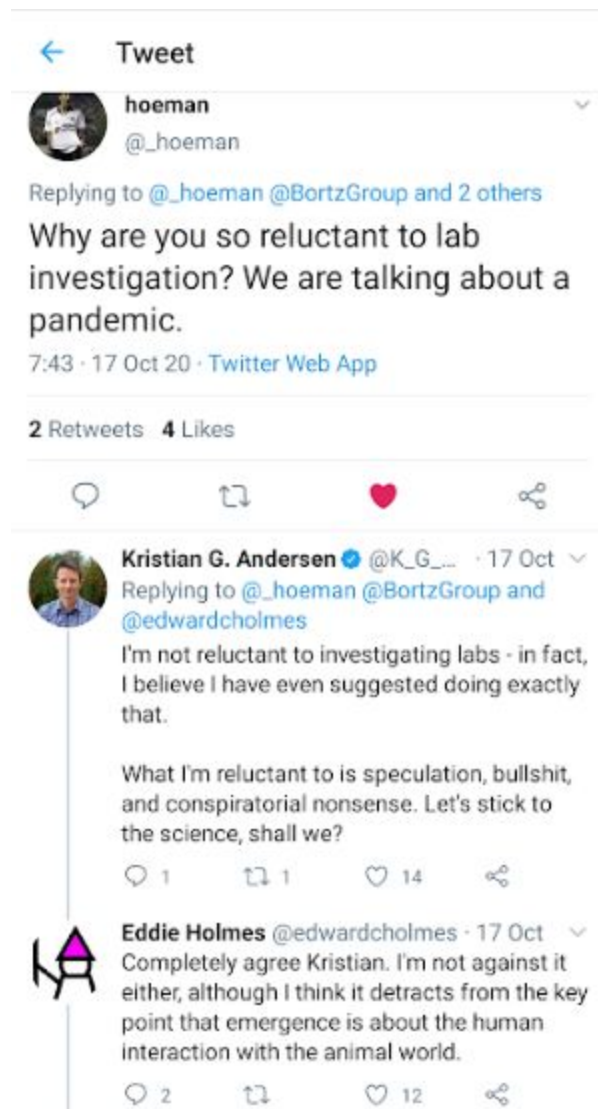 Tweet
hoeman
@_hoeman
Replying to @_hoeman @BortzGroup and 2 others
Why are you so reluctant to lab
investigation? We are talking about a
pandemic.
7:43 · 17 Oct 20 · Twitter Web App
2 Retweets 4 Likes
Kristian G. Andersen @K_G_... · 17 Oct
Replying to @_hoeman @BortzGroup and
@edwardcholmes
I'm not reluctant to investigating labs - in fact,
I believe I have even suggested doing exactly
that.
What I'm reluctant to is speculation, bullshit,
and conspiratorial nonsense. Let's stick to
the science, shall we?
1 1 14
Eddie Holmes @edwardcholmes · 17 Oct
Completely agree Kristian. I'm not against it
either, although I think it detracts from the key
point that emergence is about the human
interaction with the animal world.
2 12